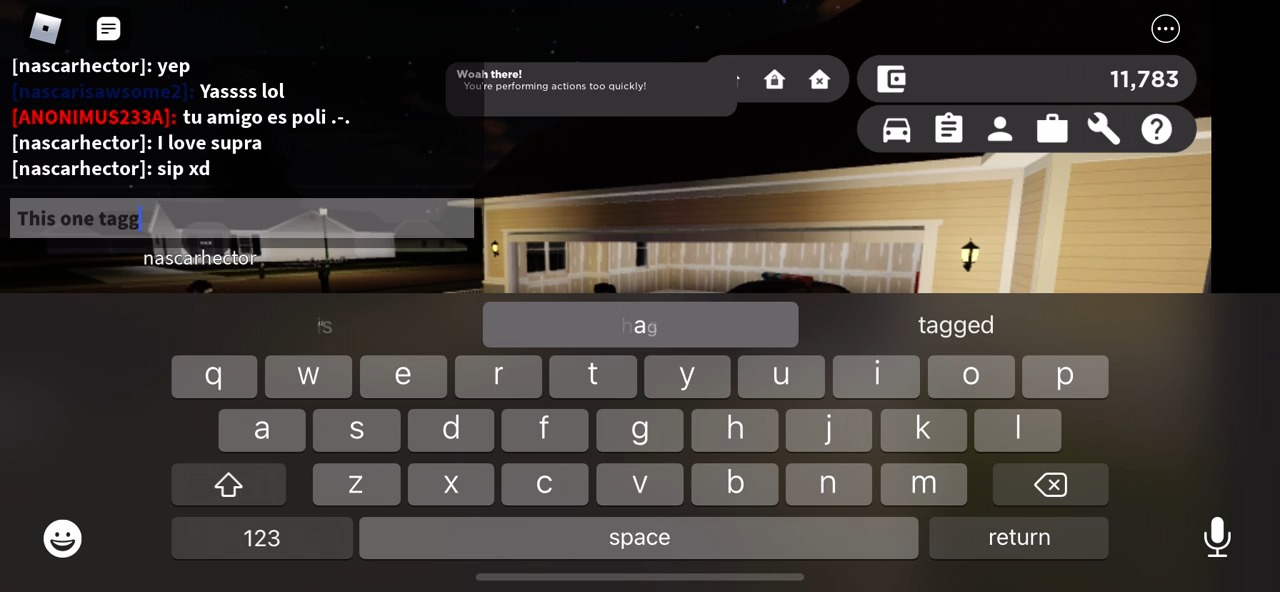 [nascarhector]: yep
[nascarisawsome2]: Yassss lol
[ANONIMUS233A]: tu amigo es poli .-.
[nascarhector]: I love supra
[nascarhector]: sip xd
This one tagg
nascarhector
Woah there!
You're performing actions too quickly!
11,783
tagged
q w e r t y u i o p
a s d f g h j k l
z x c v b n m
123 space return